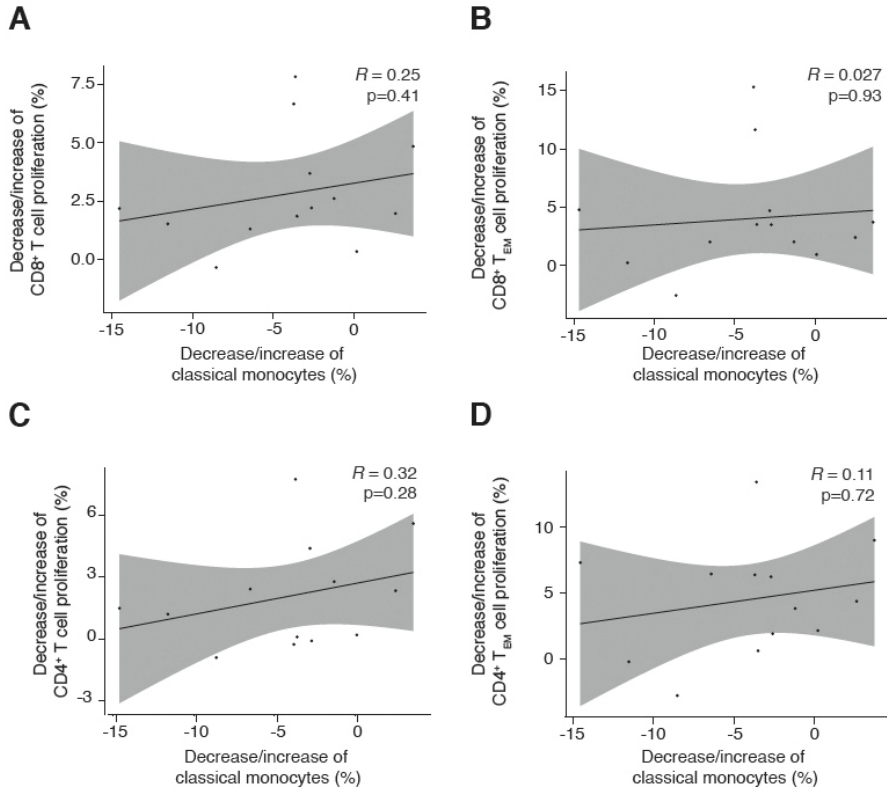 A
Decrease/increase of
CD8+ T cell proliferation (%)
7.5
5.0
2.5
0.0
R = 0.25
p=0.41
-15
-10
-5
0
Decrease/increase of
classical monocytes (%)
B
Decrease/increase of
CD8+ TEM cell proliferation (%)
15
10
5
0
R = 0.027
p=0.93
-15
-10
-5
0
Decrease/increase of
classical monocytes (%)
C
Decrease/increase of
CD4+ T cell proliferation (%)
6
3
0
-3
R = 0.32
p=0.28
-15
-10
-5
0
Decrease/increase of
classical monocytes (%)
D
Decrease/increase of
CD4+ TEM cell proliferation (%)
10
5
0
R = 0.11
p=0.72
-15
-10
-5
0
Decrease/increase of
classical monocytes (%)